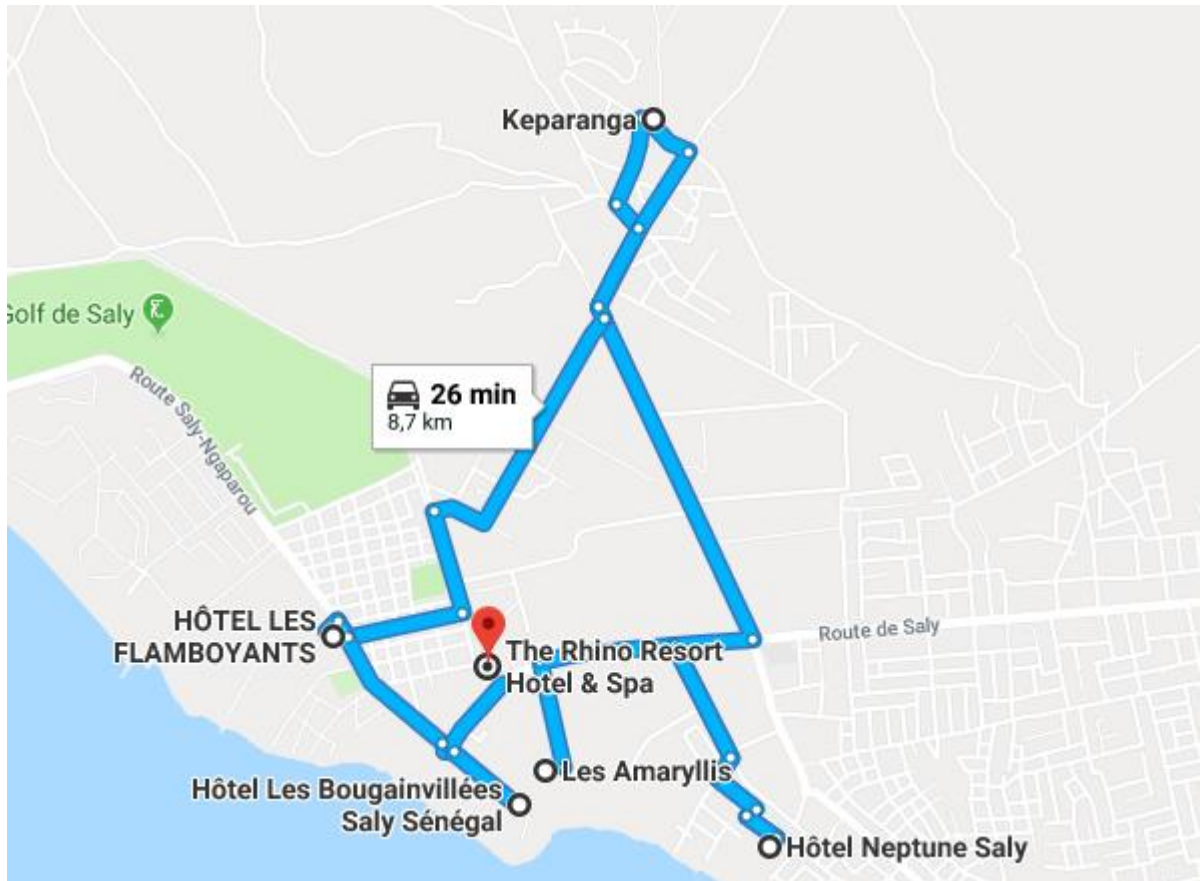 Keparanga
Golf de Saly
Route Saly-Ngaparou
26 min
8,7 km
HÔTEL LES
FLAMBOYANTS
The Rhino Resort
Hotel & Spa
Route de Saly
Les Amaryllis
Hôtel Les Bougainvillées
Saly Sénégal
Hôtel Neptune Saly